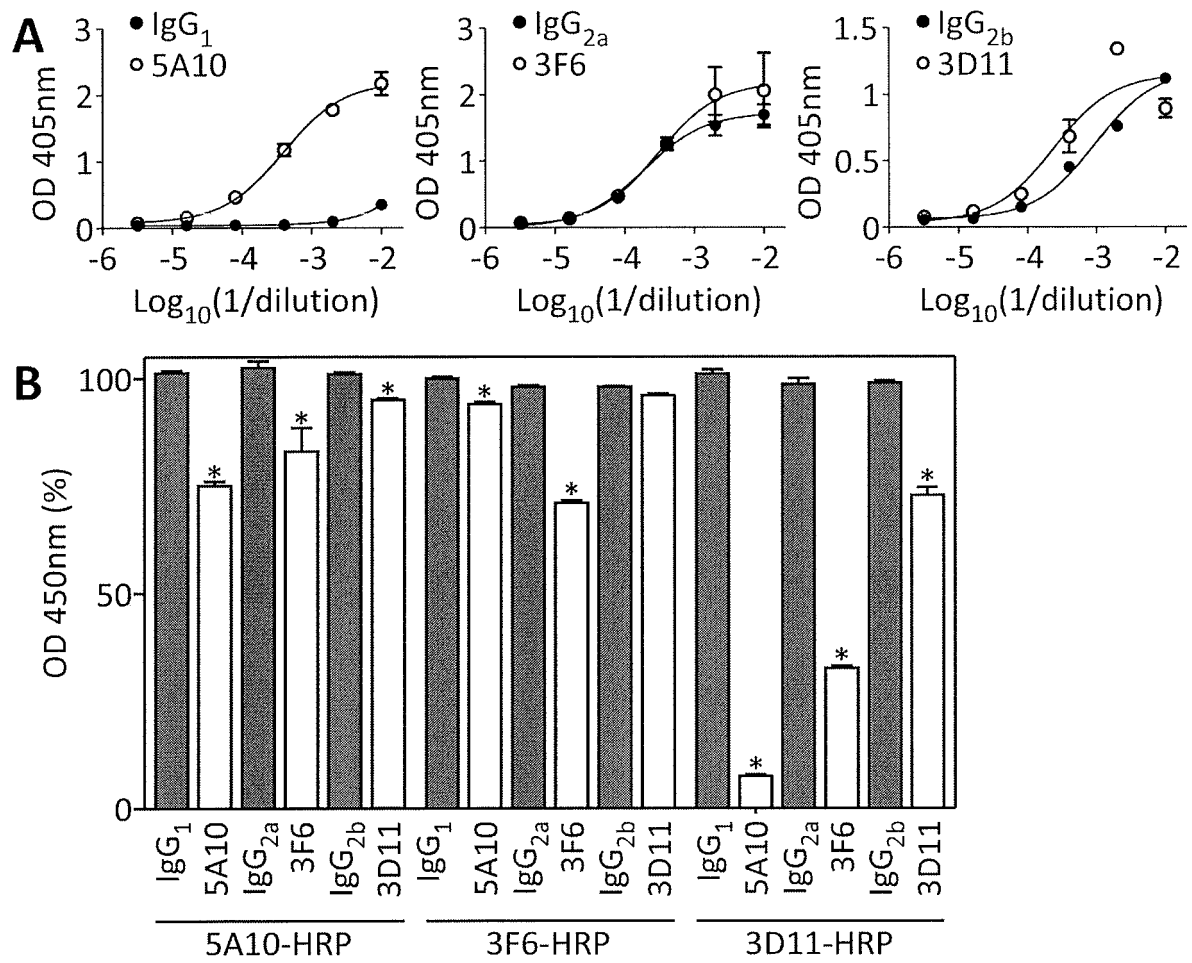 A
IgG1
5A10
OD 405nm
3
2
1
0
-6 -5 -4 -3 -2
Log10(1/dilution)
IgG2a
3F6
OD 405nm
3
2
1
0
-6 -5 -4 -3 -2
Log10(1/dilution)
IgG2b
3D11
OD 405nm
1.5
1
0.5
0
-6 -5 -4 -3 -2
Log10(1/dilution)
B
OD 450nm (%)
100
50
0
* * * * * * * *
IgG1 5A10 IgG2a 3F6 IgG2b 3D11 IgG1 5A10 IgG2a 3F6 IgG2b 3D11 IgG1 5A10 IgG2a 3F6 IgG2b 3D11
5A10-HRP 3F6-HRP 3D11-HRP